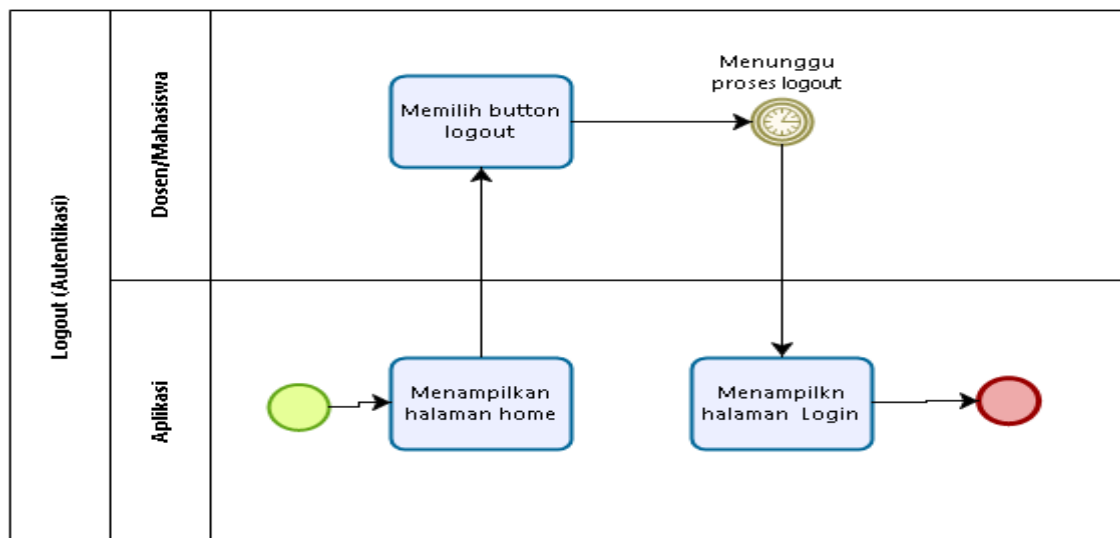 Logout (Autentikasi)
Dosen/Mahasiswa
Memilih button
logout
Menunggu
proses logout
Aplikasi
Menampilkan
halaman home
Menampilkn
halaman Login